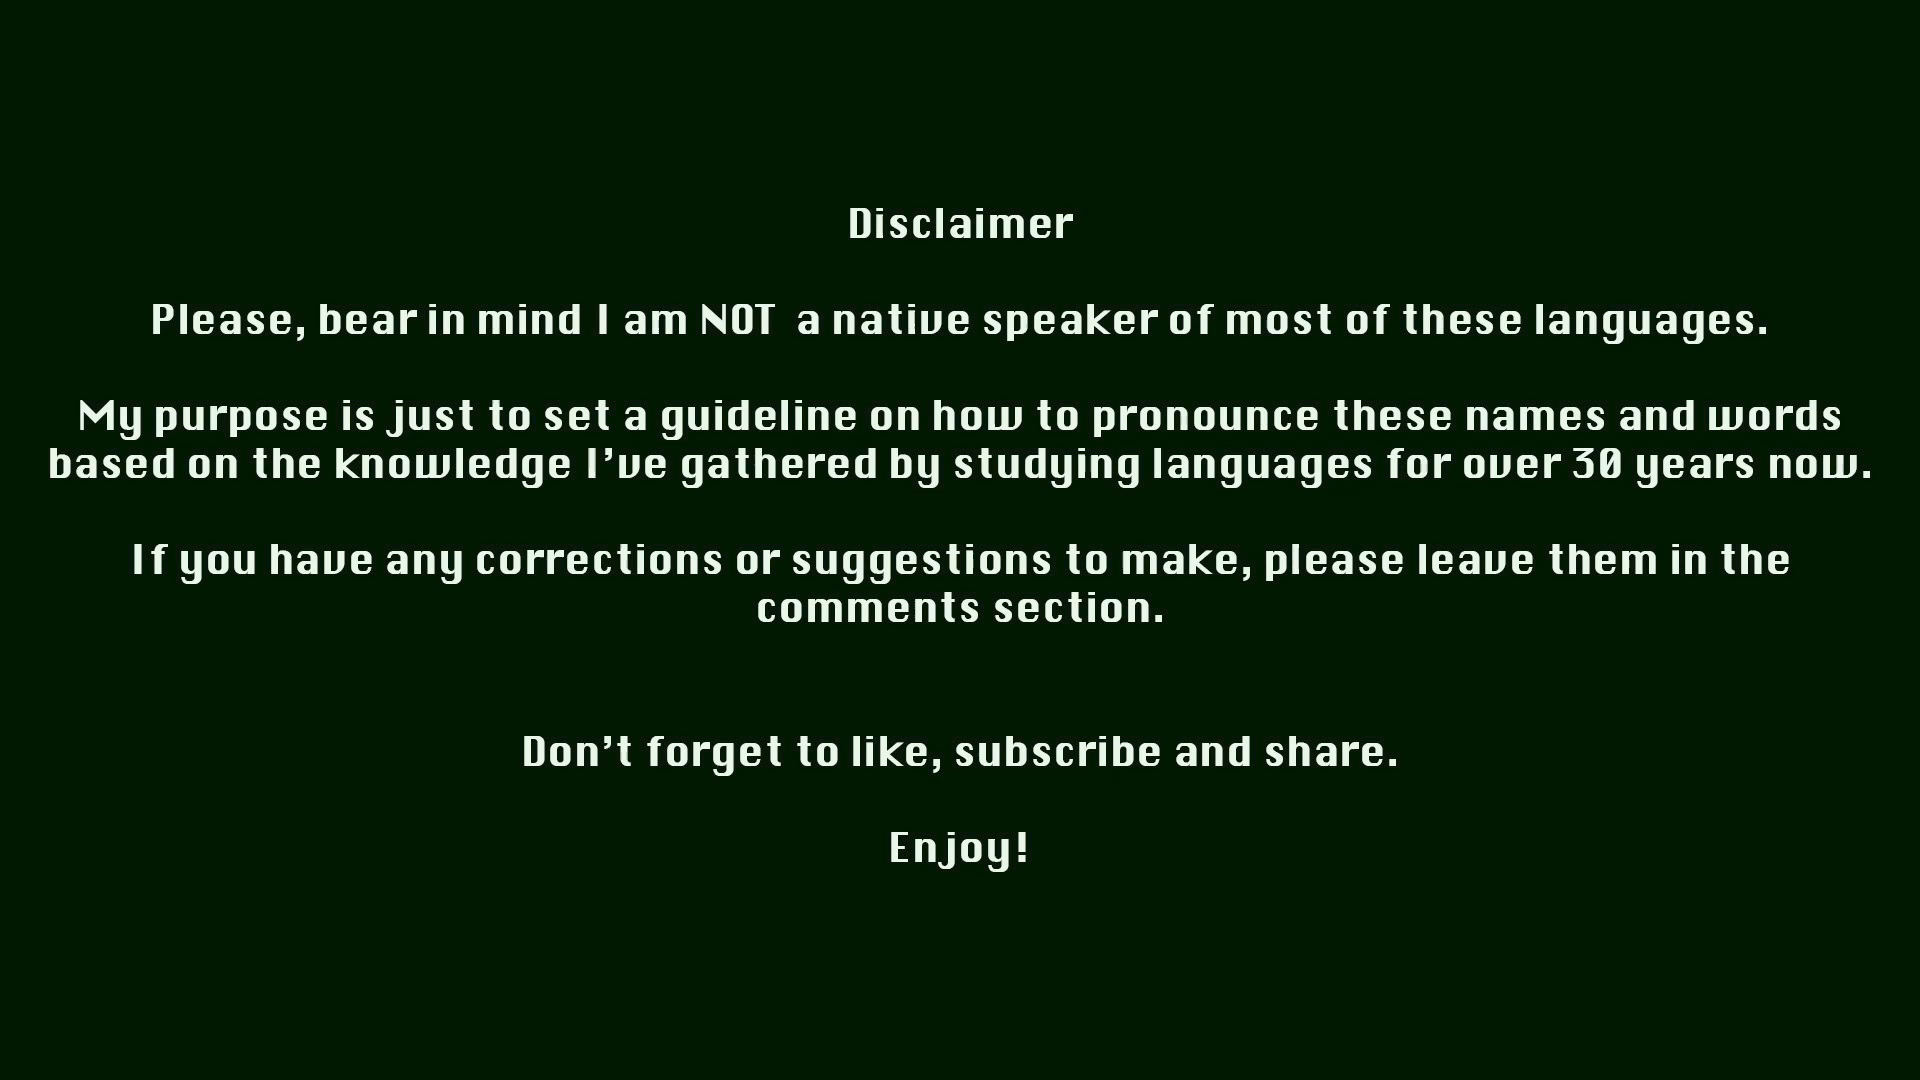 Disclaimer
Please, bear in mind I am NOT a native speaker of most of these languages.
My purpose is just to set a guideline on how to pronounce these names and words
based on the knowledge I've gathered by studying languages for over 30 years now.
If you have any corrections or suggestions to make, please leave them in the
comments section.
Don't forget to like, subscribe and share.
Enjoy!